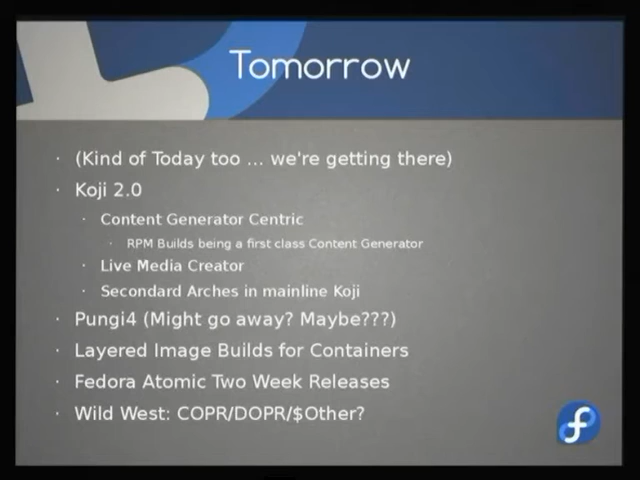 Tomorrow
(Kind of Today too ... we're getting there)
Koji 2.0
Content Generator Centric
RPM Builds being a first class Content Generator
Live Media Creator
Secondard Arches in mainline Koji
Pungi4 (Might go away? Maybe???)
Layered Image Builds for Containers
Fedora Atomic Two Week Releases
Wild West: COPR/DOPR/$Other?